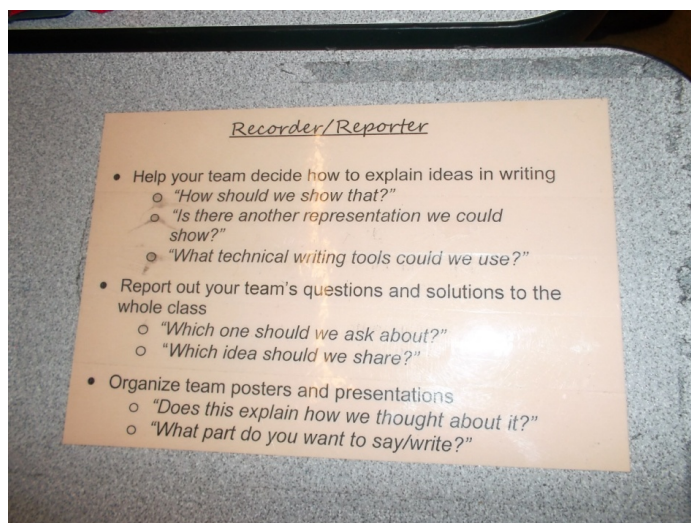 Recorder/Reporter
• Help your team decide how to explain ideas in writing
o "How should we show that?"
o "Is there another representation we could
show?"
o "What technical writing tools could we use?"
• Report out your team's questions and solutions to the
whole class
o "Which one should we ask about?"
o "Which idea should we share?"
• Organize team posters and presentations
o "Does this explain how we thought about it?"
o "What part do you want to say/write?"